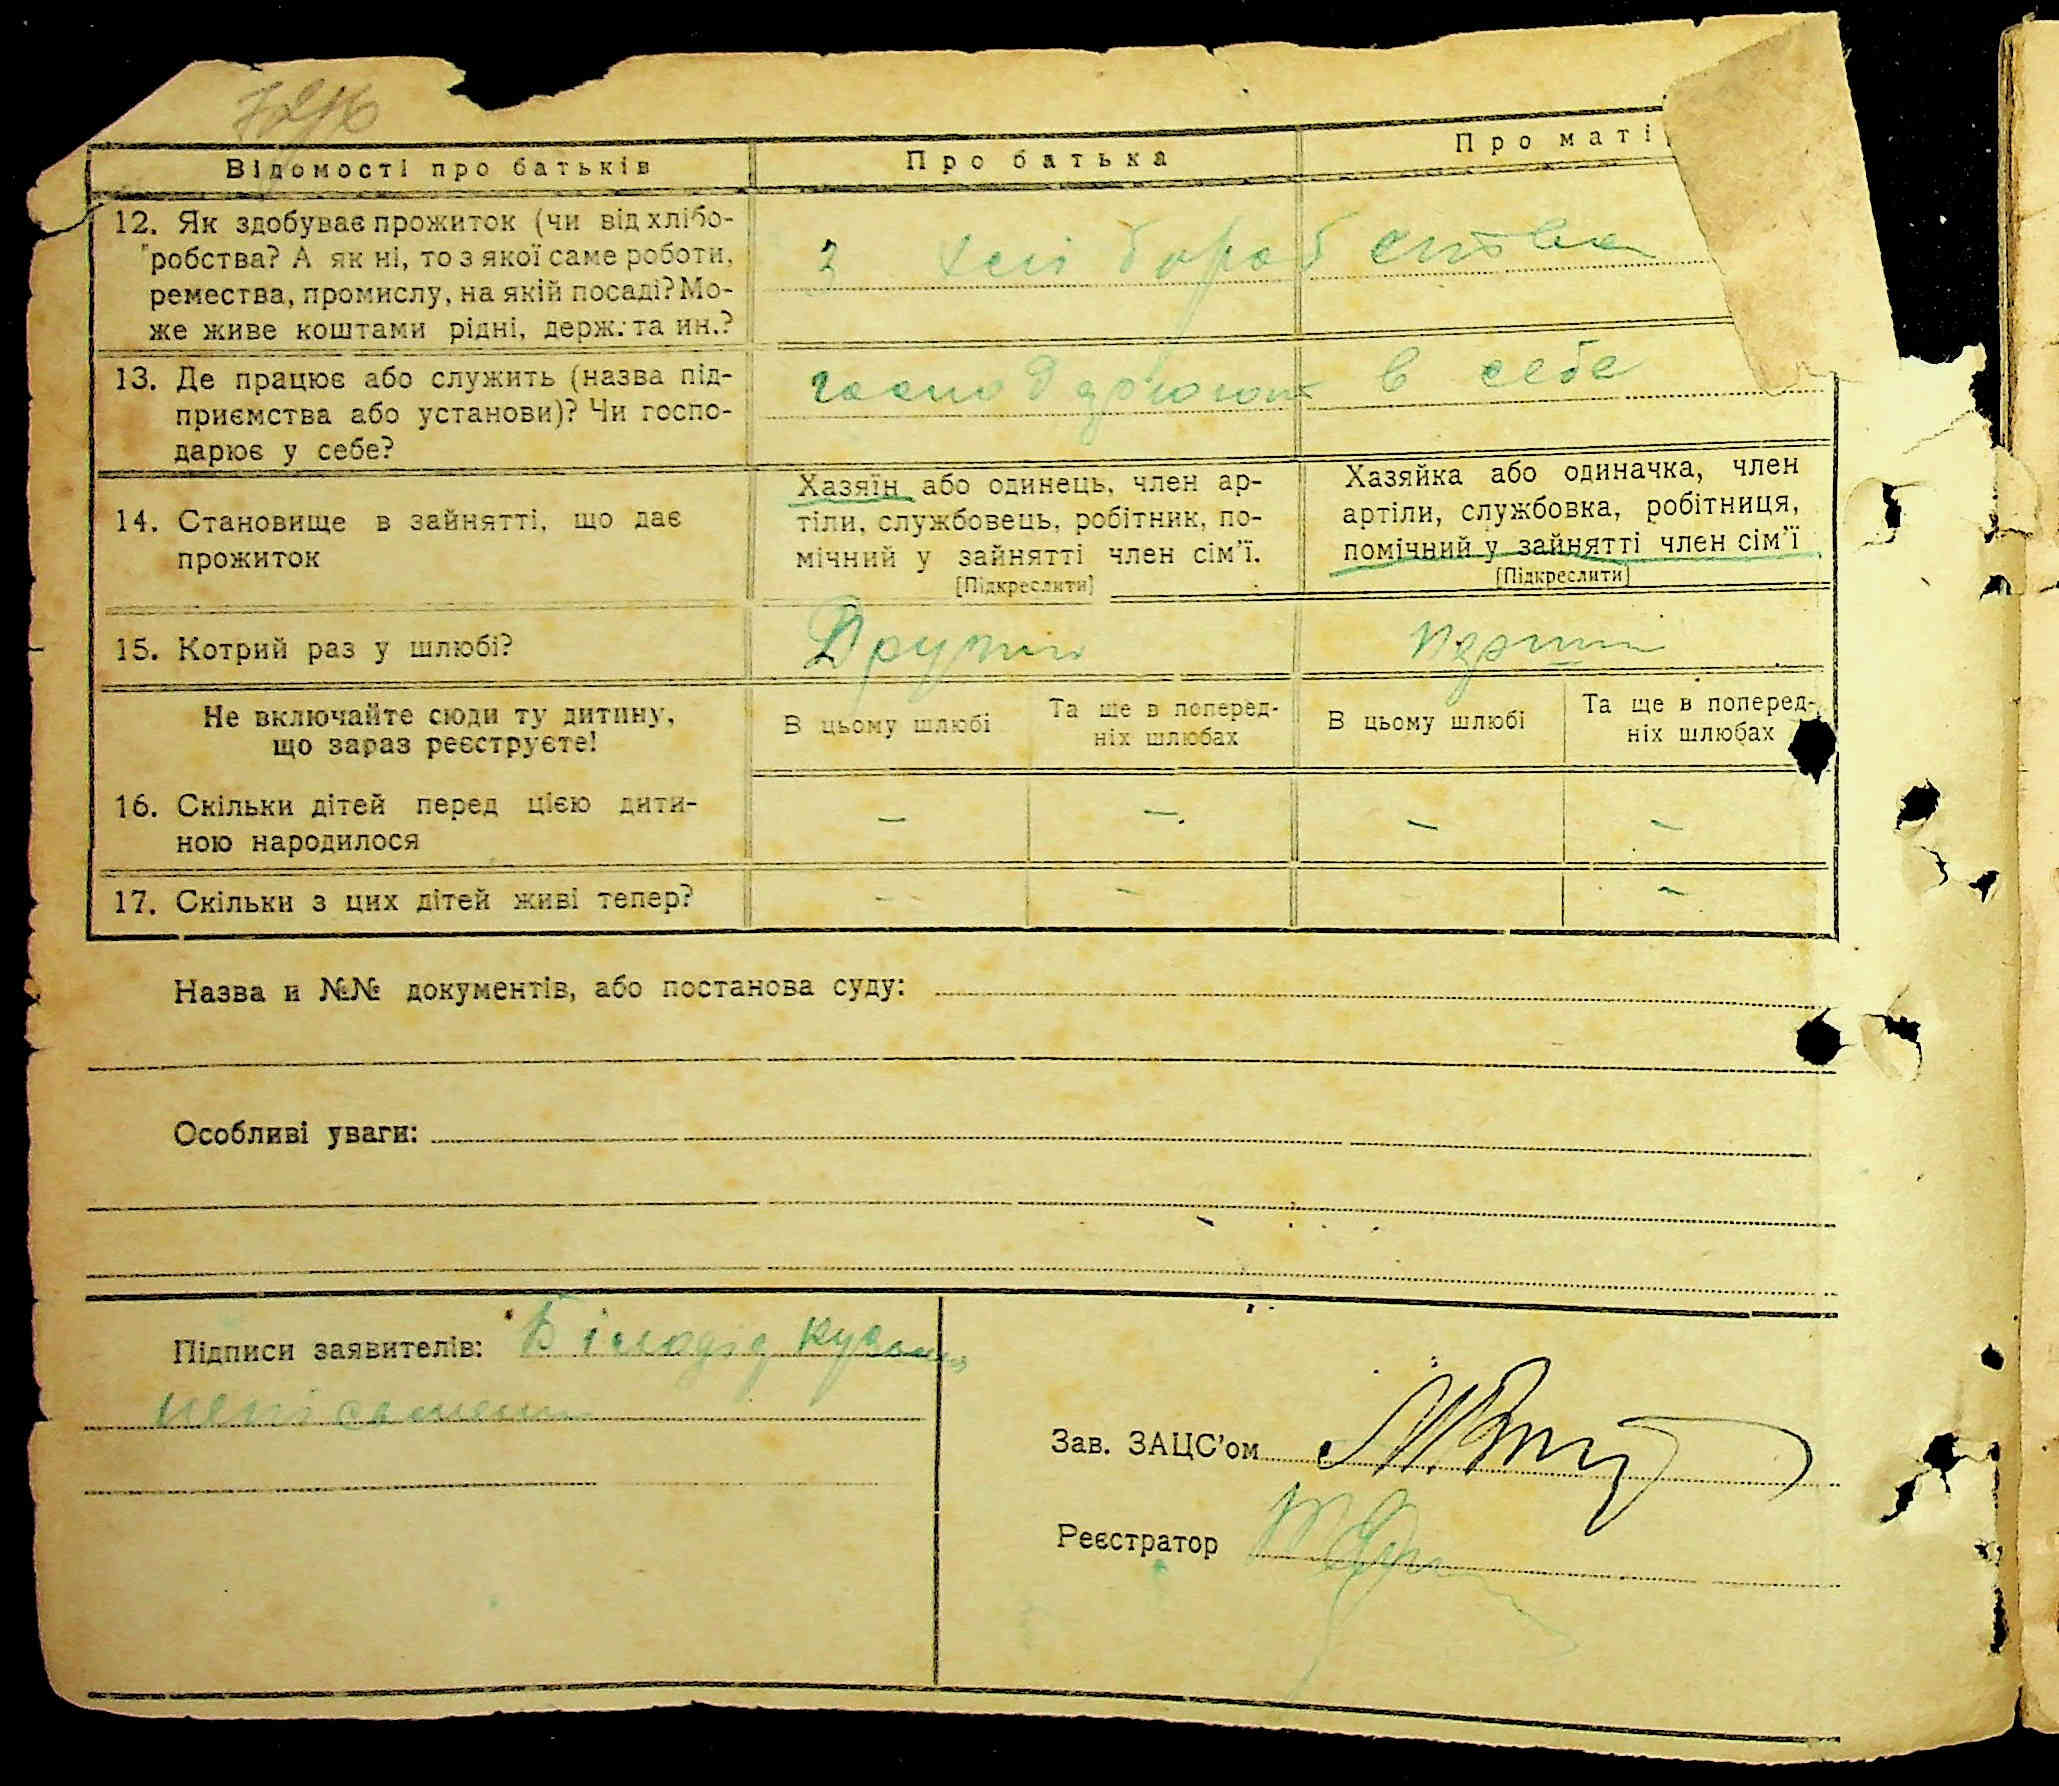 Відомості про батьків Про батька Про маті
12. Як здобуває прожиток (чи від хлібо-
робства? А як ні, то з якої саме роботи,
ремества, промислу, на якій посаді? Мо-
же живе коштами рідні, держ. та ин.?
з хліборобства
13. Де працює або служить (назва під-
приємства або установи)? Чи госпо-
дарює у себе?
господарюют в себе
14. Становище в зайнятті, що дає
прожиток
Хазяїн або одинець, член ар-
тіли, службовець, робітник, по-
мічний у зайнятті член сім'ї.
[Підкреслити]
Хазяйка або одиначка, член
артіли, службовка, робітниця,
помічний у зайнятті член сім'ї
[Підкреслити]
15. Котрий раз у шлюбі?
Не включайте сюди ту дитину,
що зараз реєструєте!
В цьому шлюбі
Та ще в поперед-
ніх шлюбах
В цьому шлюбі
Та ще в поперед-
ніх шлюбах
16. Скільки дітей перед цією дити-
ною народилося
– – – –
17. Скільки з цих дітей живі тепер?
– – –
Назва и №№ документів, або постанова суду:
Особливі уваги:
Підписи заявителів: Білодід
Зав. ЗАЦС'ом
Реєстратор